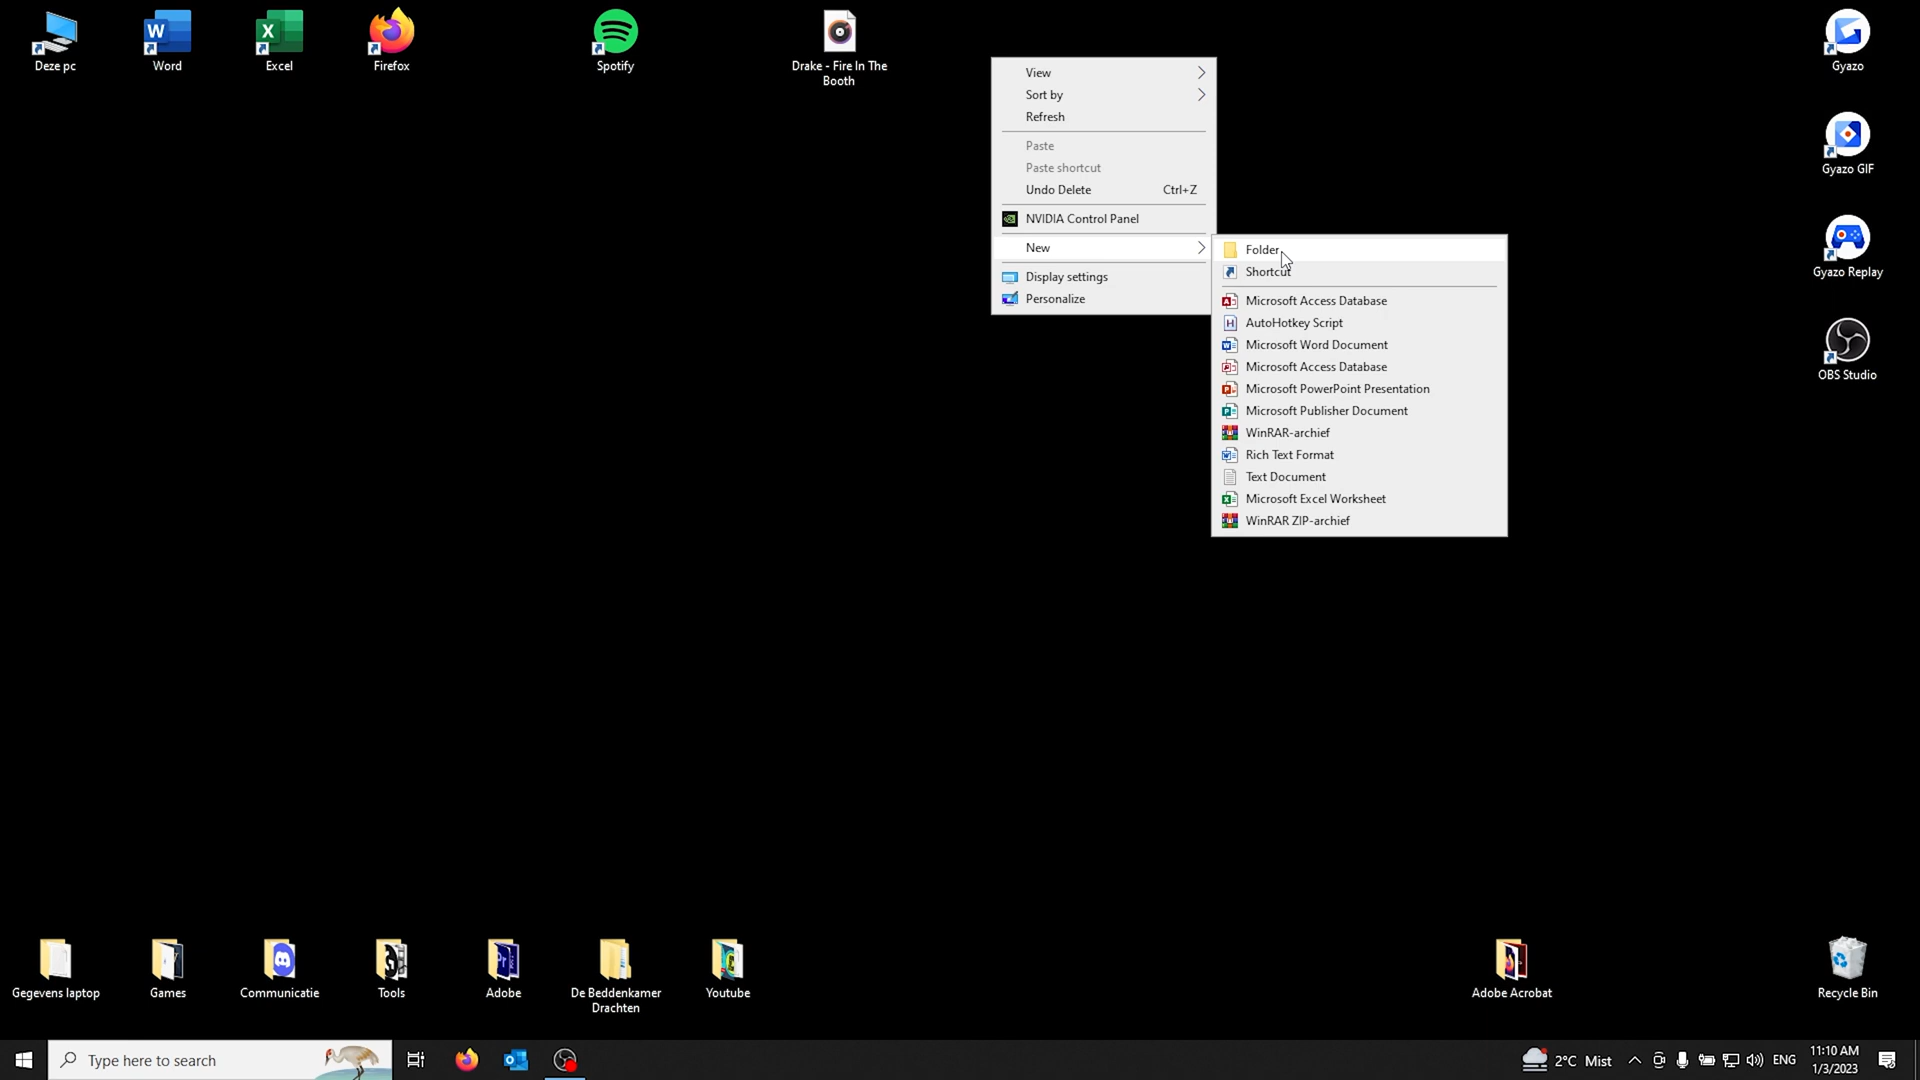 Deze pc
Word
Excel
Firefox
Spotify
Drake - Fire In The
Booth
Gyazo
Gyazo GIF
Gyazo Replay
OBS Studio
View
Sort by
Refresh
Paste
Paste shortcut
Undo Delete Ctrl+Z
NVIDIA Control Panel
New
Display settings
Personalize
Folder
Shortcut
Microsoft Access Database
AutoHotkey Script
Microsoft Word Document
Microsoft Access Database
Microsoft PowerPoint Presentation
Microsoft Publisher Document
WinRAR-archief
Rich Text Format
Text Document
Microsoft Excel Worksheet
WinRAR ZIP-archief
Gegevens laptop
Games
Communicatie
Tools
Adobe
De Beddenkamer
Drachten
Youtube
Adobe Acrobat
Recycle Bin
Type here to search
2°C Mist
ENG
11:10 AM
1/3/2023